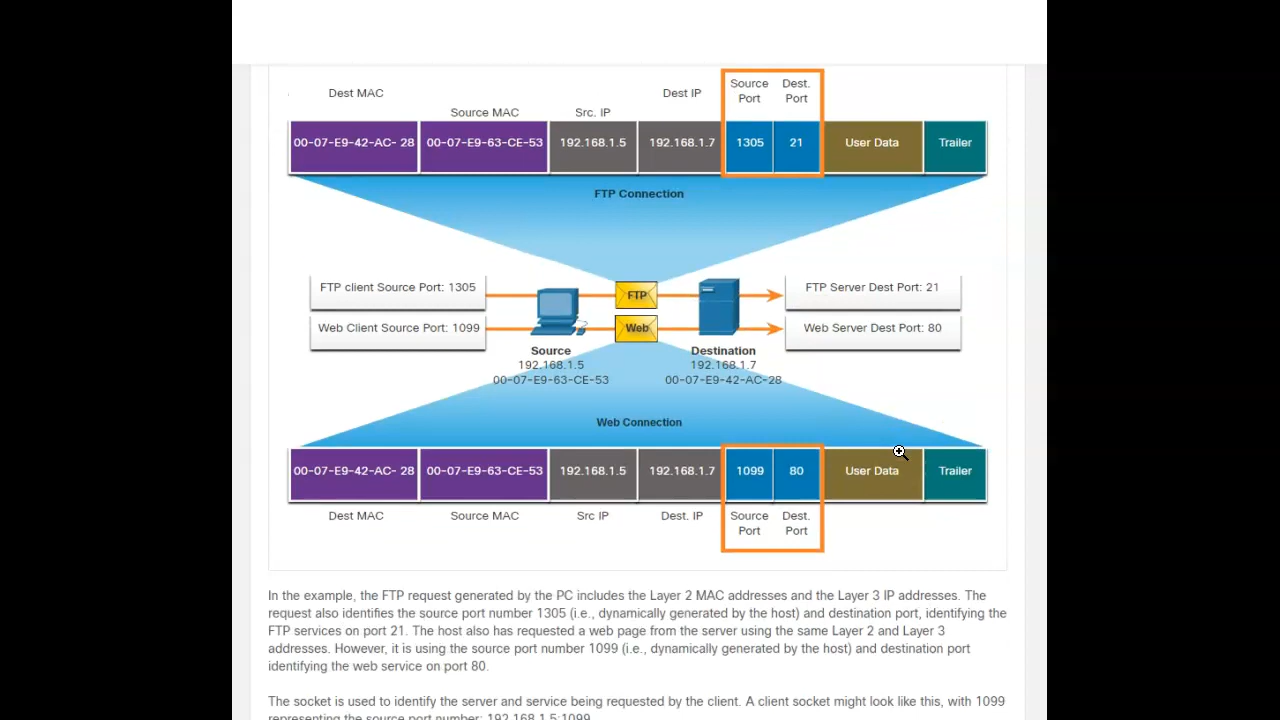 Source Dest.
Dest MAC Dest IP Port Port
Source MAC Src. IP
00-07-E9-42-AC- 28 00-07-E9-63-CE-53 192.168.1.5 192.168.1.7 1305 21 User Data Trailer
FTP Connection
FTP client Source Port: 1305 FTP FTP Server Dest Port: 21
Web Client Source Port: 1099 Web Web Server Dest Port: 80
Source Destination
192.168.1.5 192.168.1.7
00-07-E9-63-CE-53 00-07-E9-42-AC-28
Web Connection
00-07-E9-42-AC- 28 00-07-E9-63-CE-53 192.168.1.5 192.168.1.7 1099 80 User Data Trailer
Dest MAC Source MAC Src IP Dest. IP Source Dest.
Port Port
In the example, the FTP request generated by the PC includes the Layer 2 MAC addresses and the Layer 3 IP addresses. The
request also identifies the source port number 1305 (i.e., dynamically generated by the host) and destination port, identifying the
FTP services on port 21. The host also has requested a web page from the server using the same Layer 2 and Layer 3
addresses. However, it is using the source port number 1099 (i.e., dynamically generated by the host) and destination port
identifying the web service on port 80.
The socket is used to identify the server and service being requested by the client. A client socket might look like this, with 1099
representing the source port number: 192.168.1.5:1099